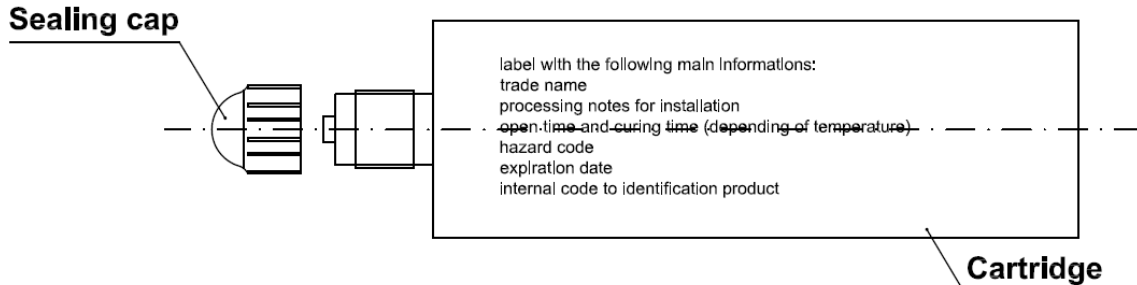 Sealing cap
label with the following main informations:
trade name
processing notes for installation
open time and curing time (depending of temperature)
hazard code
expiration date
internal code to identification product
Cartridge